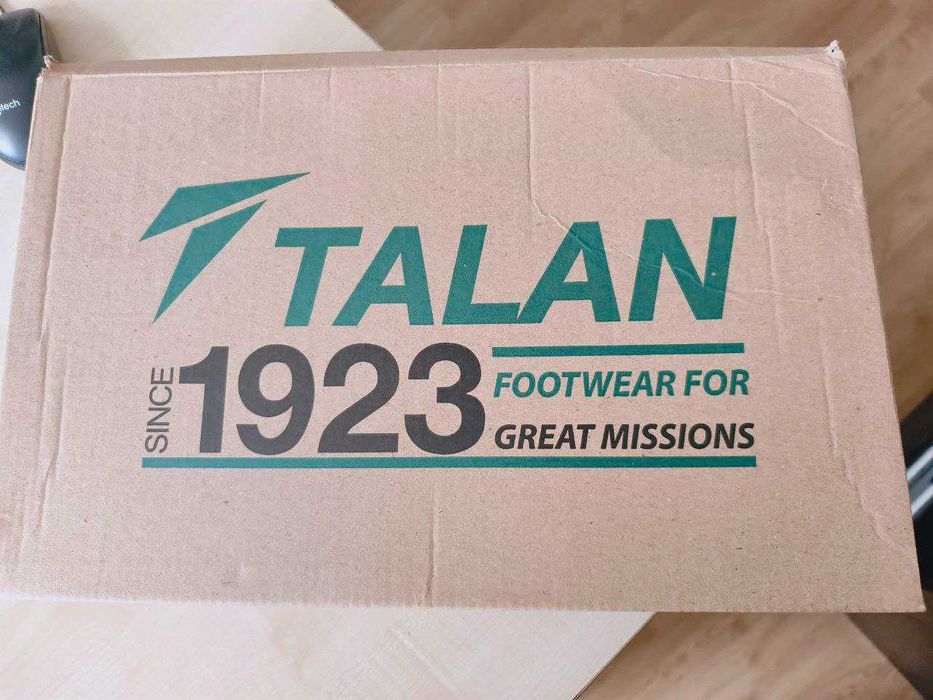 TALAN
SINCE 1923
FOOTWEAR FOR
GREAT MISSIONS